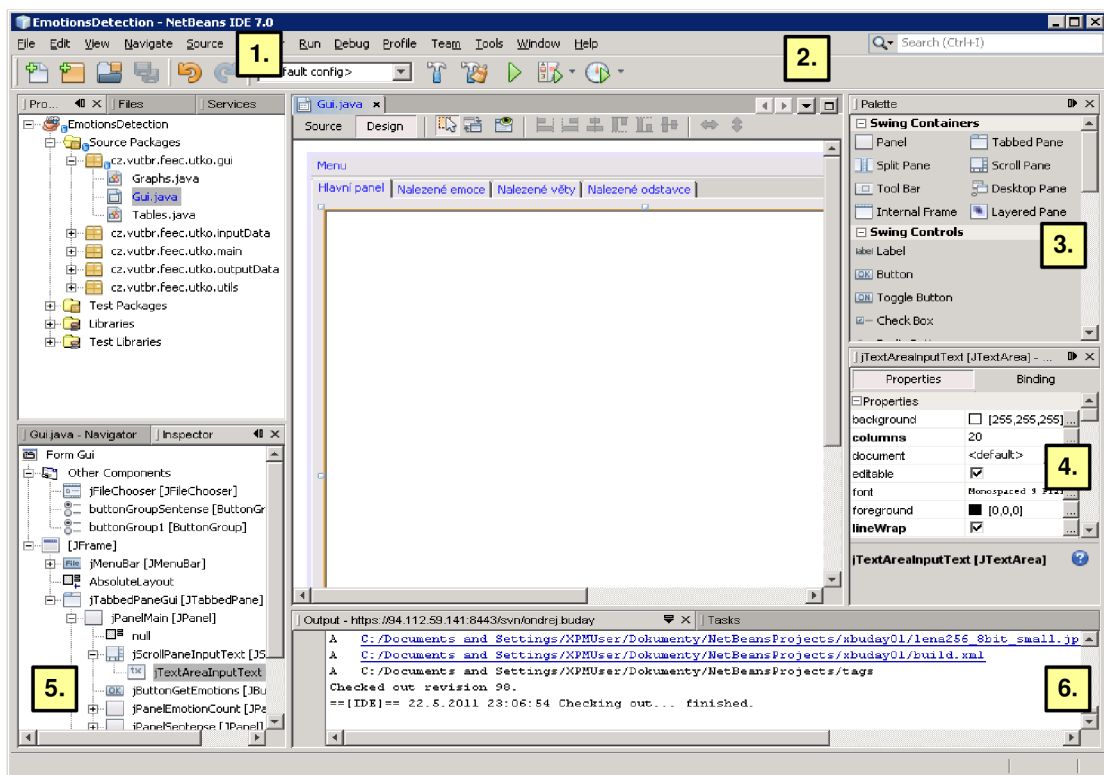 EmotionsDetection - NetBeans IDE 7.0
File Edit View Navigate Source Run Debug Profile Team Tools Window Help
1.
2.
Search (Ctrl+I)
ault config>
Pro... Files Services
EmotionsDetection
Source Packages
cz.vutbr.feec.utko.gui
Graphs.java
Gui.java
Tables.java
cz.vutbr.feec.utko.inputData
cz.vutbr.feec.utko.main
cz.vutbr.feec.utko.outputData
cz.vutbr.feec.utko.utils
Test Packages
Libraries
Test Libraries
Gui.java
Source Design
Menu
Hlavní panel Nalezené emoce Nalezené věty Nalezené odstavce
Palette
Swing Containers
Panel Tabbed Pane
Split Pane Scroll Pane
Tool Bar Desktop Pane
Internal Frame Layered Pane
Swing Controls
3.
label Label
OK Button
ON Toggle Button
Check Box
jTextAreaInputText [JTextArea] - ...
Properties Binding
Properties
background [255,255,255] ...
columns 20 ...
document <default> ...
editable
4.
font Monospaced 9 ...
foreground [0,0,0] ...
lineWrap ...
jTextAreaInputText [JTextArea]
Gui.java - Navigator Inspector
Form Gui
Other Components
jFileChooser [JFileChooser]
buttonGroupSentense [ButtonGr
buttonGroup1 [ButtonGroup]
[JFrame]
File jMenuBar [JMenuBar]
AbsoluteLayout
jTabbedPaneGui [JTabbedPane]
jPanelMain [JPanel]
null
jScrollPaneInputText [JS
jTextAreaInputText
5.
OK jButtonGetEmotions [JBu
jPanelEmotionCount [JPa
jPanelSentense [JPanel]
Output - https://94.112.59.141:8443/svn/ondrej.buday Tasks
A C:/Documents and Settings/XPMUser/Dokumenty/NetBeansProjects/xbuday01/lena256_8bit_small.jp
A C:/Documents and Settings/XPMUser/Dokumenty/NetBeansProjects/xbuday01/build.xml
A C:/Documents and Settings/XPMUser/Dokumenty/NetBeansProjects/tags
Checked out revision 98.
==[IDE]== 22.5.2011 23:06:54 Checking out... finished.
6.